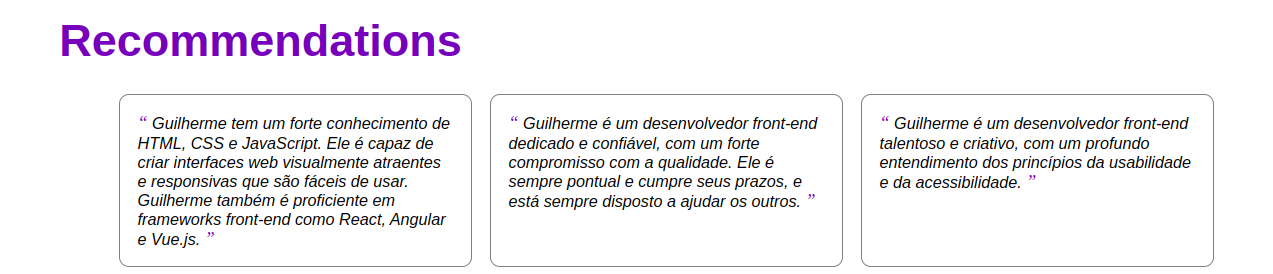 Recommendations
“ Guilherme tem um forte conhecimento de
HTML, CSS e JavaScript. Ele é capaz de
criar interfaces web visualmente atraentes
e responsivas que são fáceis de usar.
Guilherme também é proficiente em
frameworks front-end como React, Angular
e Vue.js. ”
“ Guilherme é um desenvolvedor front-end
dedicado e confiável, com um forte
compromisso com a qualidade. Ele é
sempre pontual e cumpre seus prazos, e
está sempre disposto a ajudar os outros. ”
“ Guilherme é um desenvolvedor front-end
talentoso e criativo, com um profundo
entendimento dos princípios da usabilidade
e da acessibilidade. ”